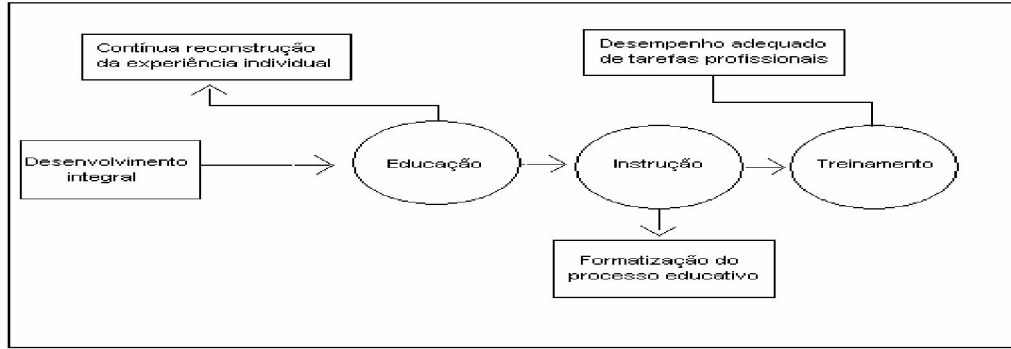 Contínua reconstrução
da experiência individual
Desempenho adequado
de tarefas profissionais
Desenvolvimento
integral
Educação
Instrução
Treinamento
Formatização do
processo educativo